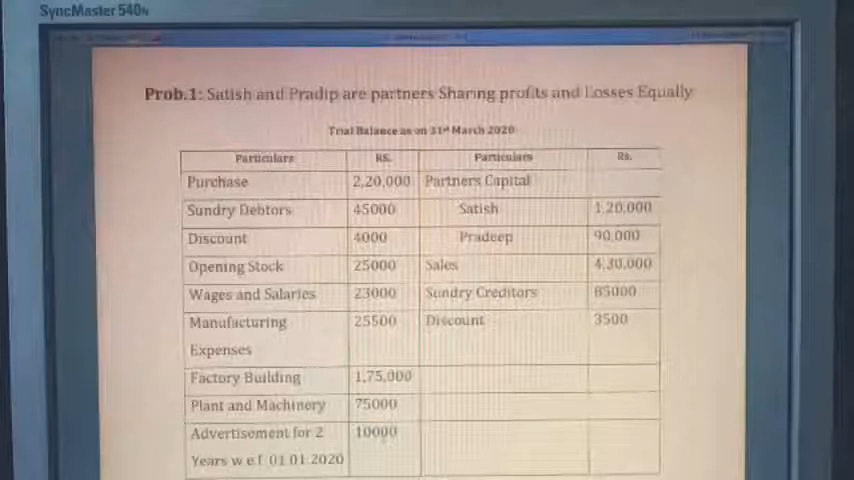 SyncMaster 540N
Prob.1: Satish and Pradip are partners Sharing profits and Losses Equally
Trial Balance as on 31st March 2020
Particulars RS. Particulars Rs.
Purchase 2,20,000 Partners Capital
Sundry Debtors 45000 Satish 1,20,000
Discount 4000 Pradeep 90,000
Opening Stock 25000 Sales 4,30,000
Wages and Salaries 23000 Sundry Creditors 85000
Manufacturing 25500 Discount 3500
Expenses
Factory Building 1,75,000
Plant and Machinery 75000
Advertisement for 2 10000
Years w.e.f. 01.01.2020